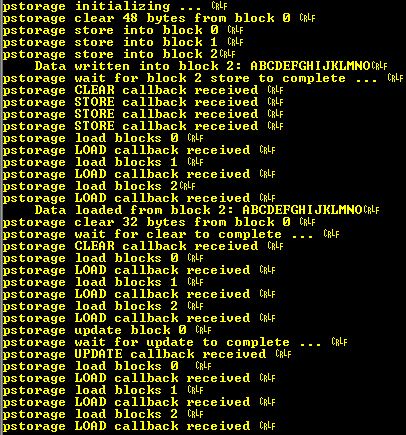 pstorage initializing ... CRLF
pstorage clear 48 bytes from block 0 CRLF
pstorage store into block 0 CRLF
pstorage store into block 1 CRLF
pstorage store into block 2CRLF
Data written into block 2: ABCDEFGHIJKLMNOCRLF
pstorage wait for block 2 store to complete ... CRLF
pstorage CLEAR callback received CRLF
pstorage STORE callback received CRLF
pstorage STORE callback received CRLF
pstorage STORE callback received CRLF
pstorage load blocks 0 CRLF
pstorage LOAD callback received CRLF
pstorage load blocks 1 CRLF
pstorage LOAD callback received CRLF
pstorage load blocks 2CRLF
pstorage LOAD callback received CRLF
Data loaded from block 2: ABCDEFGHIJKLMNOCRLF
pstorage clear 32 bytes from block 0 CRLF
pstorage wait for clear to complete ... CRLF
pstorage CLEAR callback received CRLF
pstorage load blocks 0 CRLF
pstorage LOAD callback received CRLF
pstorage load blocks 1 CRLF
pstorage LOAD callback received CRLF
pstorage load blocks 2 CRLF
pstorage LOAD callback received CRLF
pstorage update block 0 CRLF
pstorage wait for update to complete ... CRLF
pstorage UPDATE callback received CRLF
pstorage load blocks 0 CRLF
pstorage LOAD callback received CRLF
pstorage load blocks 1 CRLF
pstorage LOAD callback received CRLF
pstorage load blocks 2 CRLF
pstorage LOAD callback received CRLF